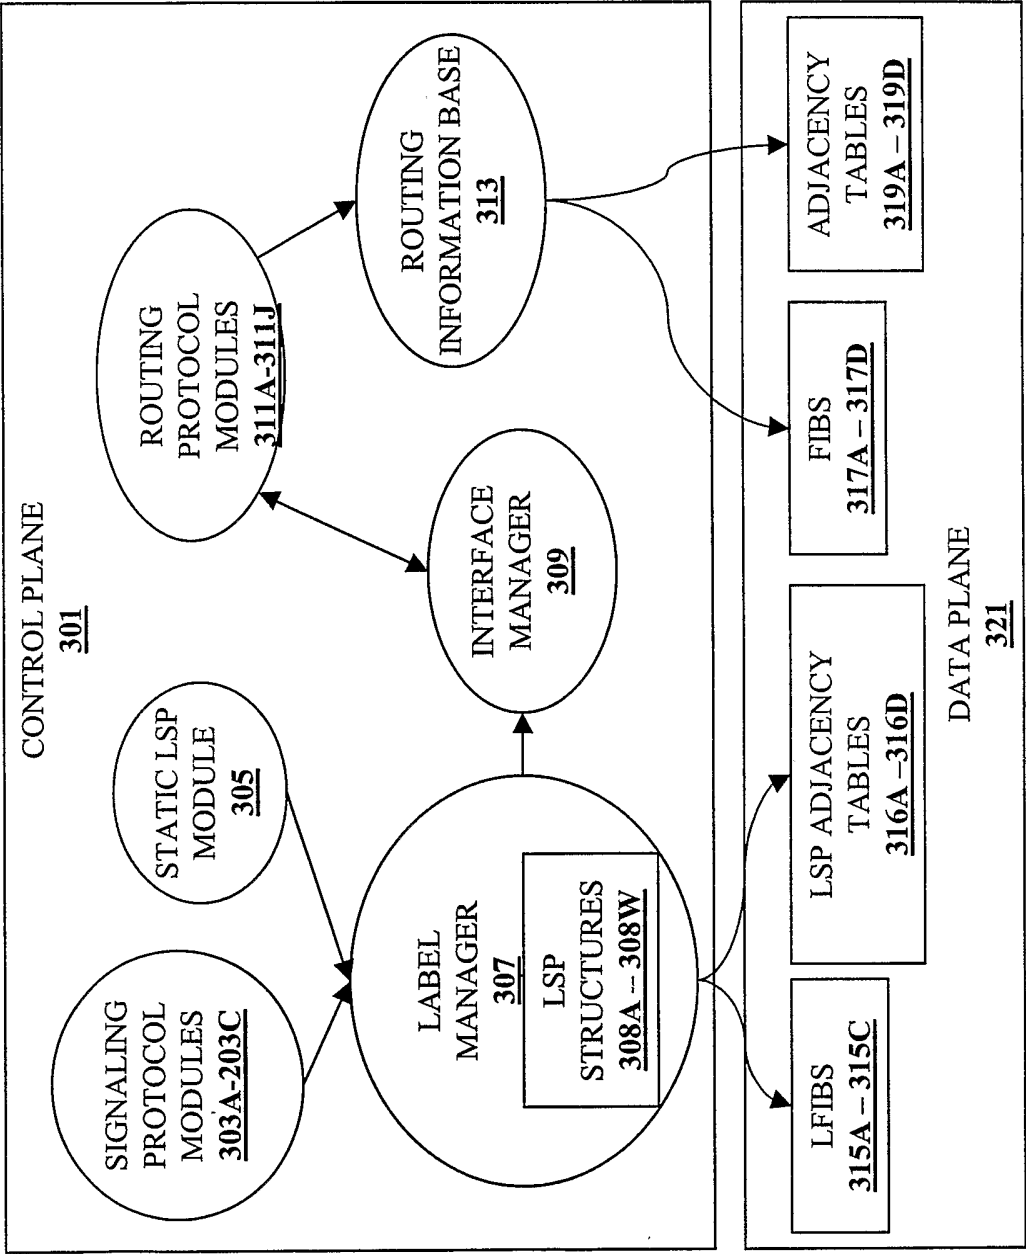 CONTROL PLANE
301
SIGNALING
PROTOCOL
MODULES
303A-203C
STATIC LSP
MODULE
305
ROUTING
PROTOCOL
MODULES
311A-311J
LABEL
MANAGER
307
LSP
STRUCTURES
308A -- 308W
INTERFACE
MANAGER
309
ROUTING
INFORMATION BASE
313
LFIBS
315A – 315C
LSP ADJACENCY
TABLES
316A –316D
FIBS
317A – 317D
ADJACENCY
TABLES
319A – 319D
DATA PLANE
321